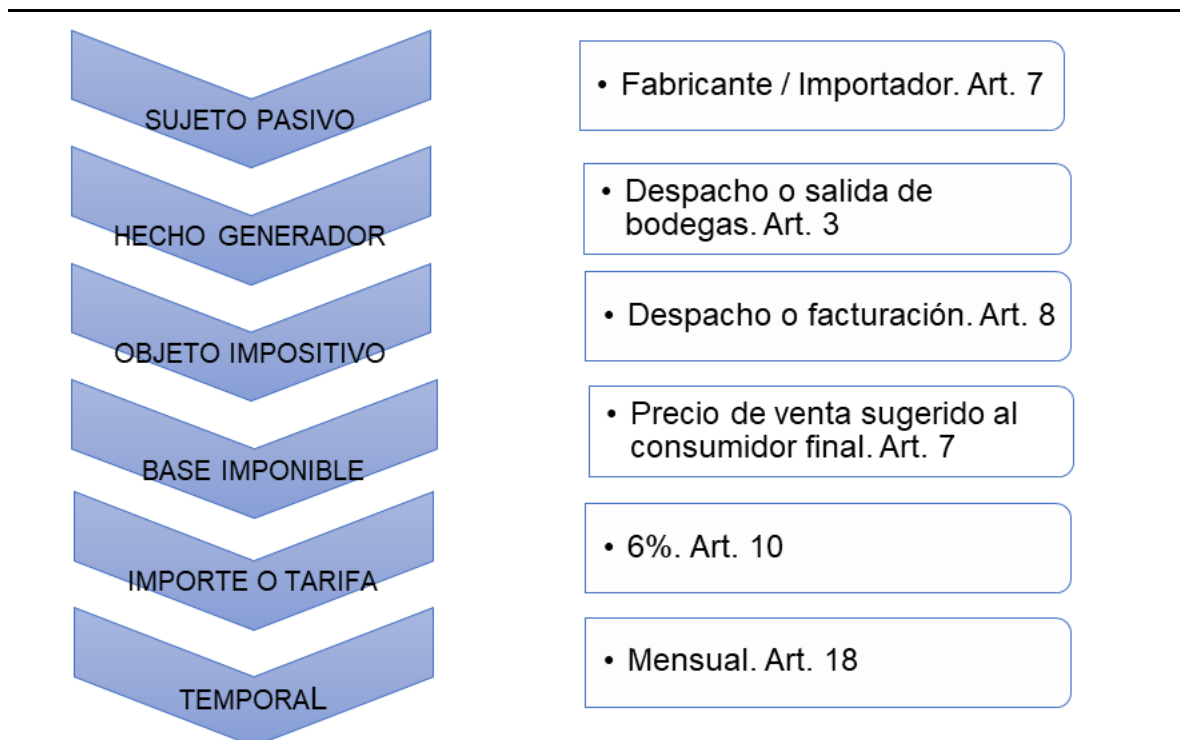 SUJETO PASIVO
• Fabricante / Importador. Art. 7
HECHO GENERADOR
• Despacho o salida de
bodegas. Art. 3
OBJETO IMPOSITIVO
• Despacho o facturación. Art. 8
BASE IMPONIBLE
• Precio de venta sugerido al
consumidor final. Art. 7
IMPORTE O TARIFA
• 6%. Art. 10
TEMPORAL
• Mensual. Art. 18